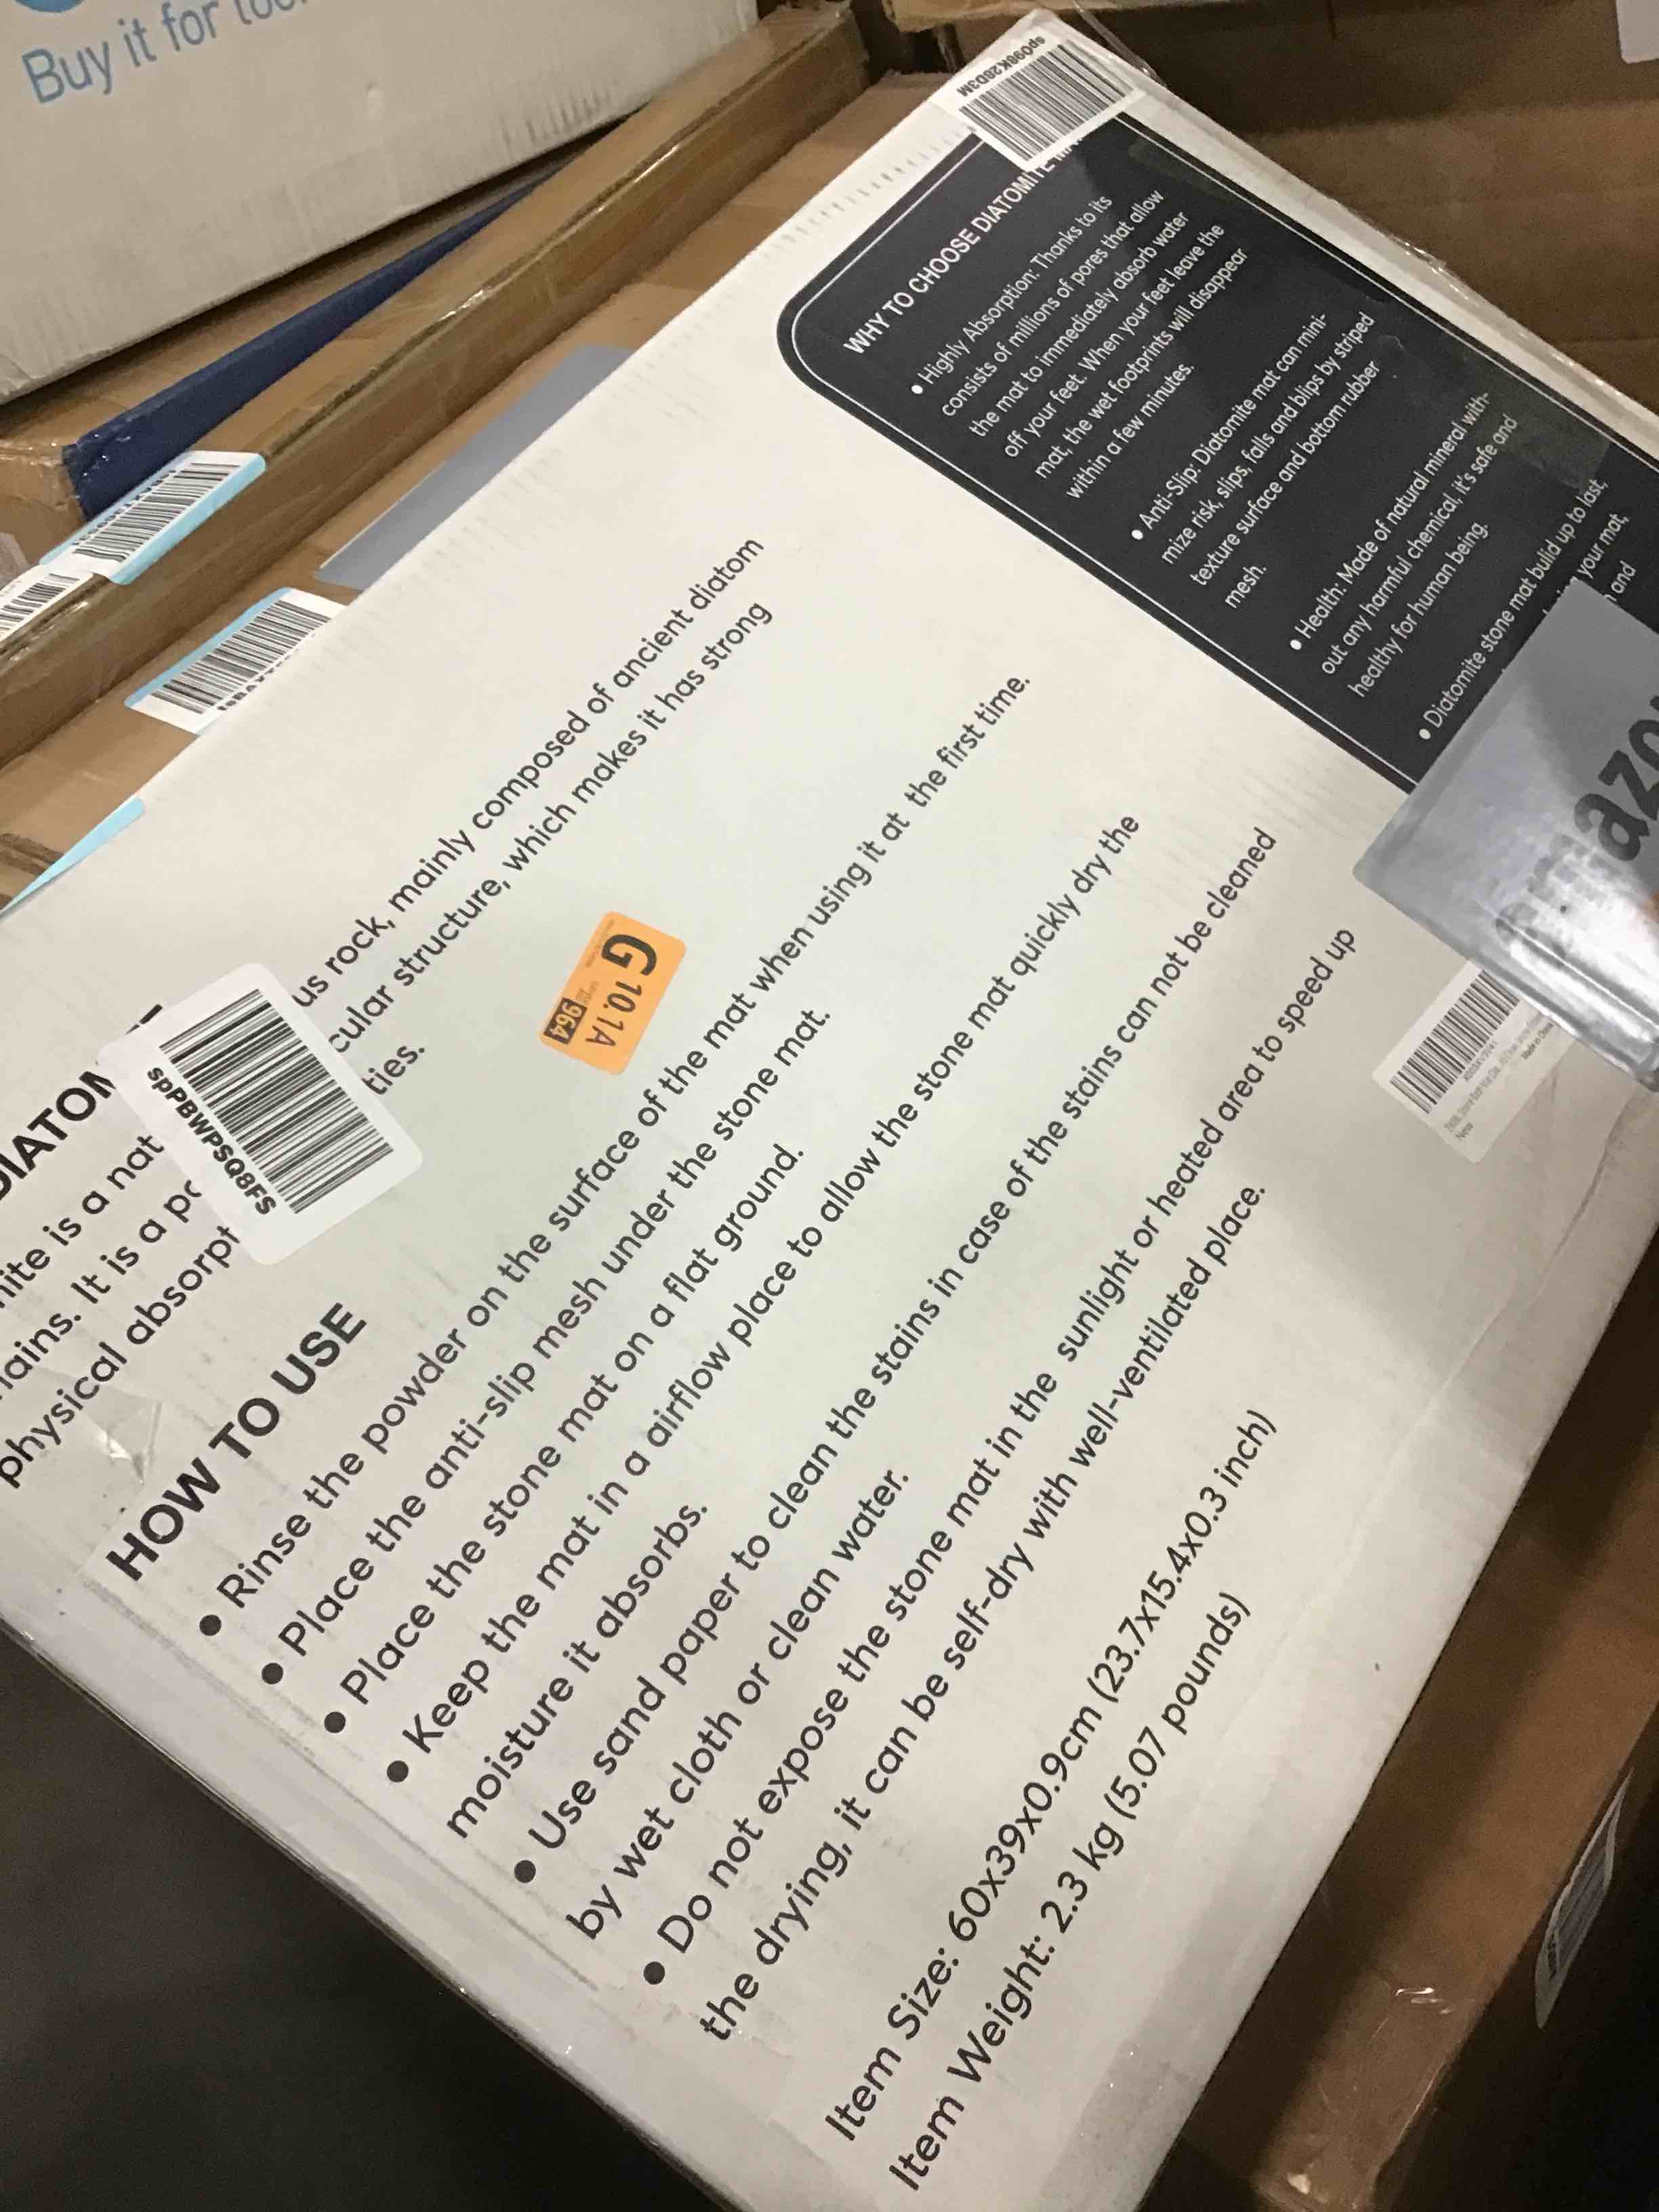 Buy it for
sp098K28D3M
WHY TO CHOOSE DIATOMITE
• Highly Absorption: Thanks to its
consists of millions of pores that allow
the mat to immediately absorb water
off your feet. When your feet leave the
mat, the wet footprints will disappear
within a few minutes.
• Anti-Slip: Diatomite mat can mini-
mize risk, slips, falls and blips by striped
texture surface and bottom rubber
mesh.
• Health: Made of natural mineral with-
out any harmful chemical, it's safe and
healthy for human being.
• Diatomite stone mat build up to last,
your mat,
and
us rock, mainly composed of ancient diatom
is a nat
It is a
cular structure, which makes it has strong
physical absorpt
ties.
spPBWPSQ8FS
G 10.1A
964
HOW TO USE
• Rinse the powder on the surface of the mat when using it at the first time.
• Place the anti-slip mesh under the stone mat.
• Place the stone mat on a flat ground.
• Keep the mat in a airflow place to allow the stone mat quickly dry the
moisture it absorbs.
• Use sand paper to clean the stains in case of the stains can not be cleaned
by wet cloth or clean water.
• Do not expose the stone mat in the sunlight or heated area to speed up
the drying, it can be self-dry with well-ventilated place.
Item Size: 60x39x0.9cm (23.7x15.4x0.3 inch)
Item Weight: 2.3 kg (5.07 pounds)
New
Made in China